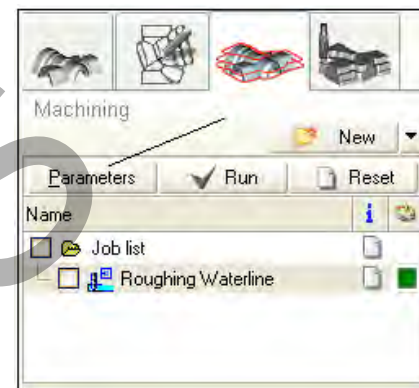 Machining
New
Parameters Run Reset
Name
Job list
Roughing Waterline